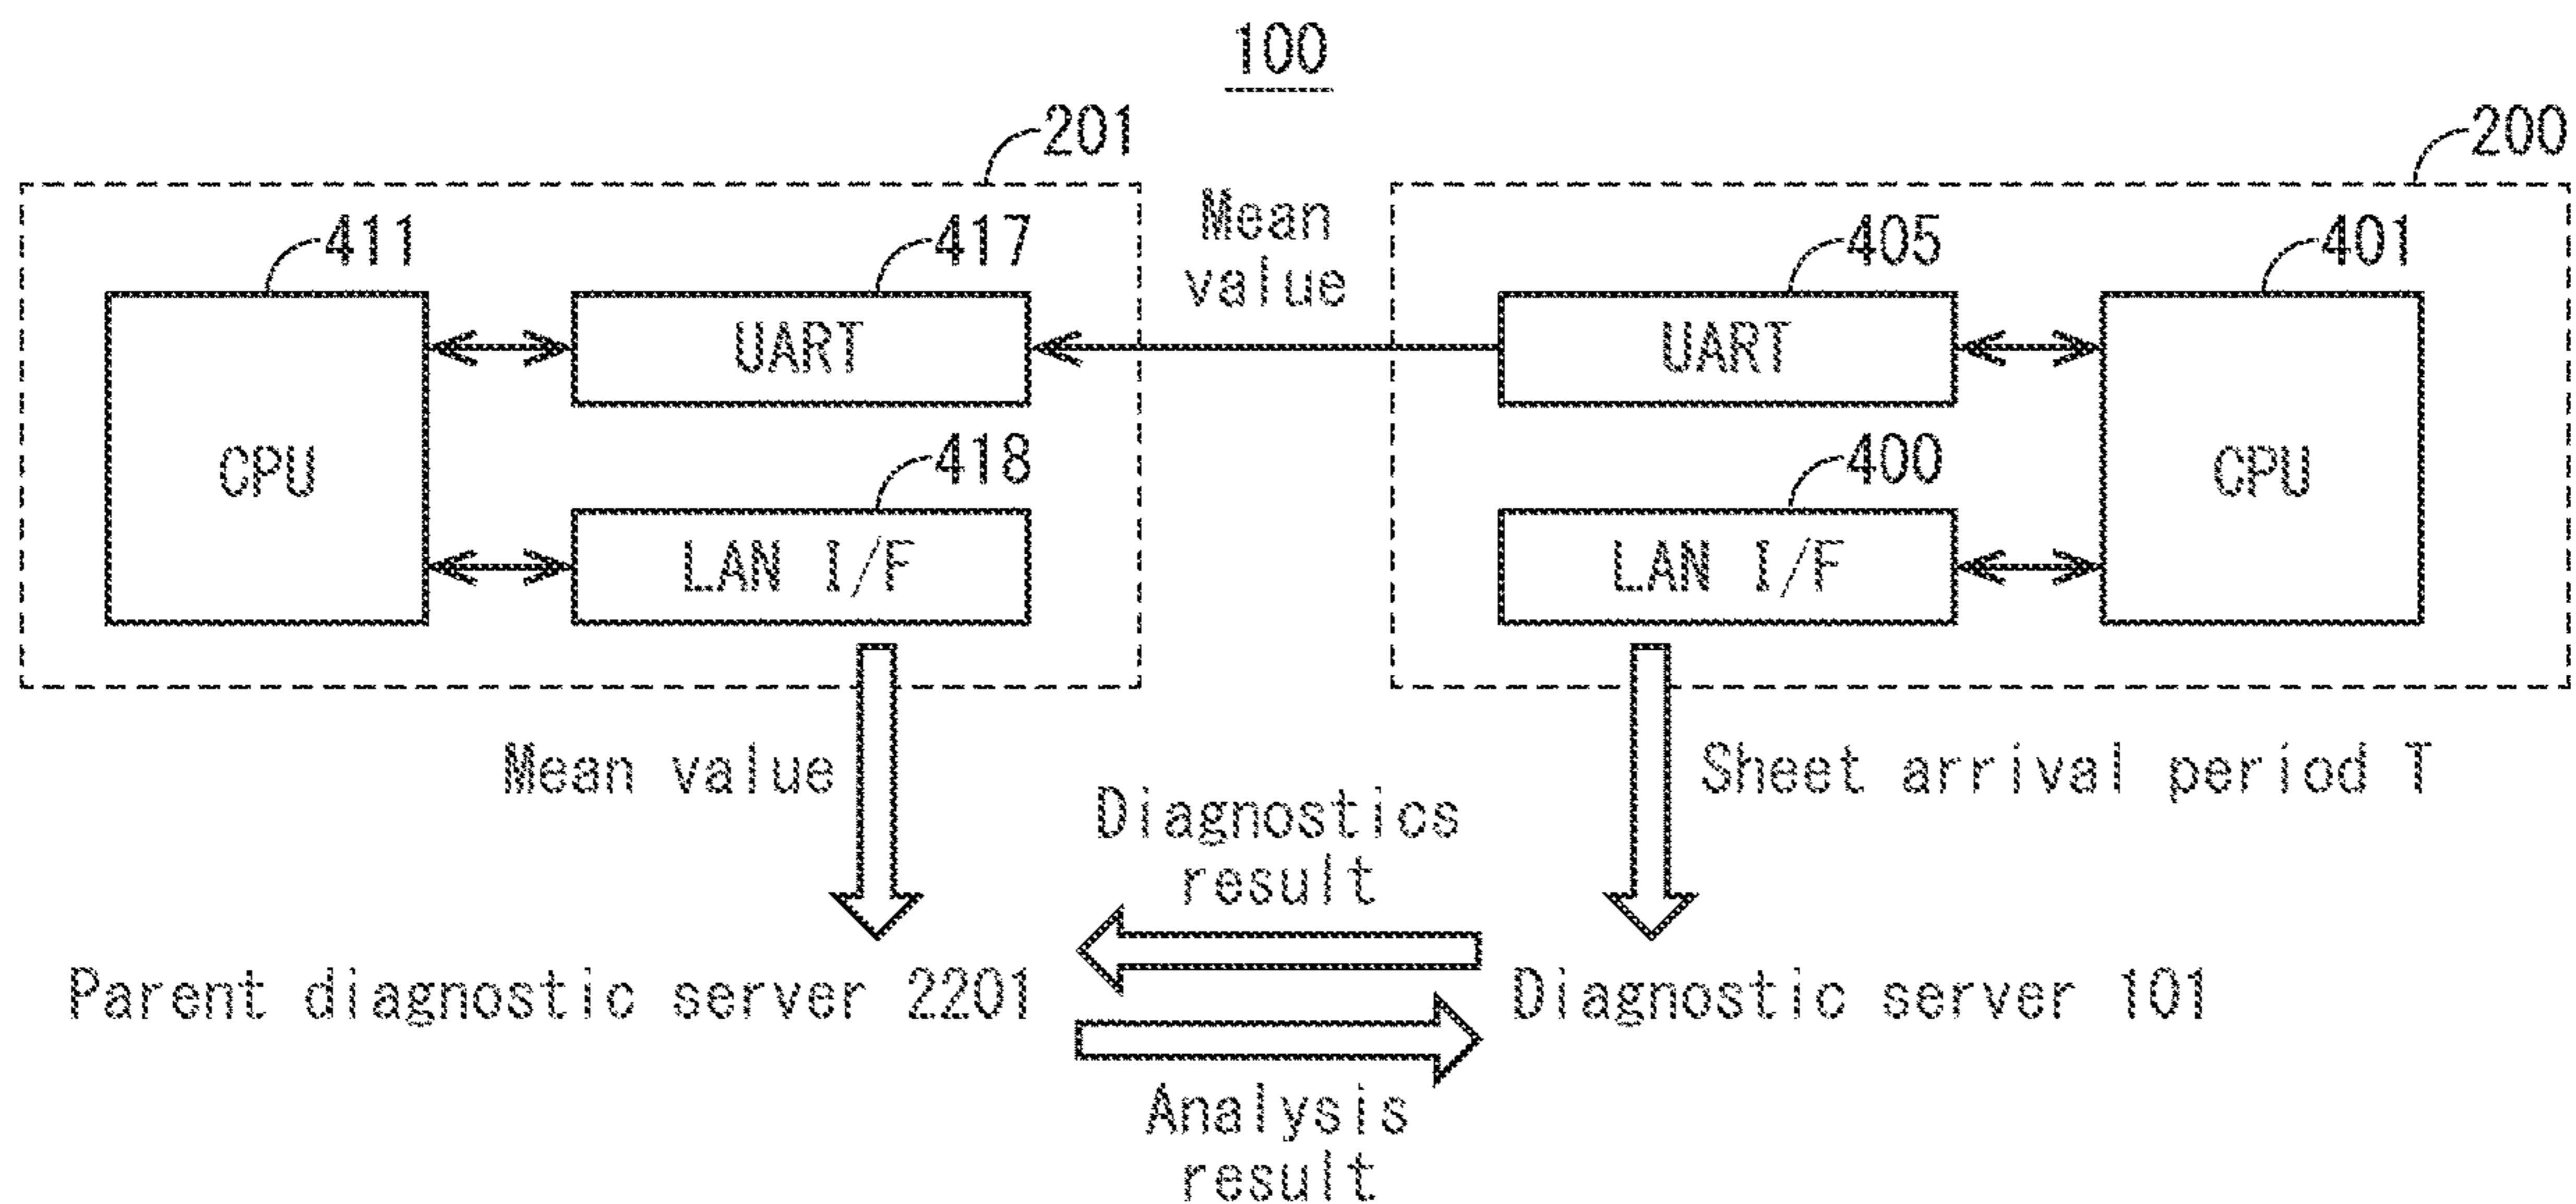 100
201
200
411
417
Mean
value
405
401
UART
UART
CPU
418
400
CPU
LAN I/F
LAN I/F
Mean value
Sheet arrival period T
Diagnostics
result
Parent diagnostic server 2201
Diagnostic server 101
Analysis
result